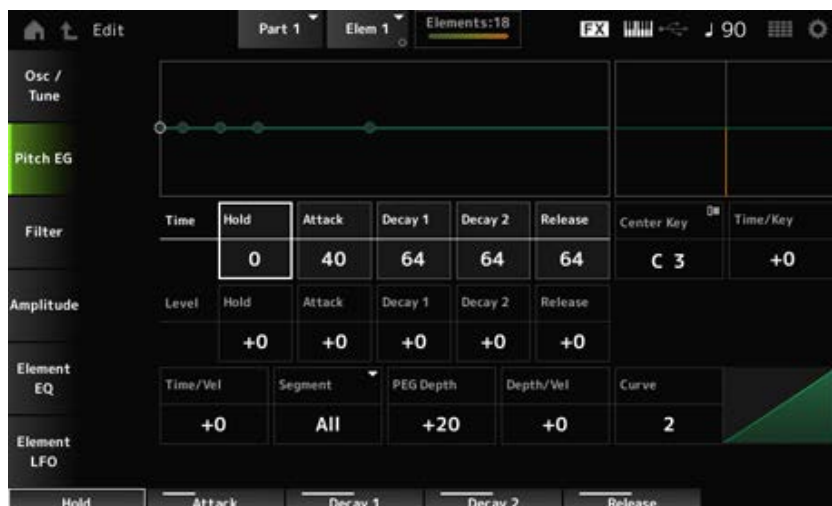 Edit Part 1 Elem 1 Elements:18 FX ♩ 90
Osc /
Tune
Pitch EG
Filter
Amplitude
Element
EQ
Element
LFO
Time Hold Attack Decay 1 Decay 2 Release Center Key Time/Key
0 40 64 64 64 C 3 +0
Level Hold Attack Decay 1 Decay 2 Release
+0 +0 +0 +0 +0
Time/Vel Segment PEG Depth Depth/Vel Curve
+0 All +20 +0 2
Hold Attack Decay 1 Decay 2 Release